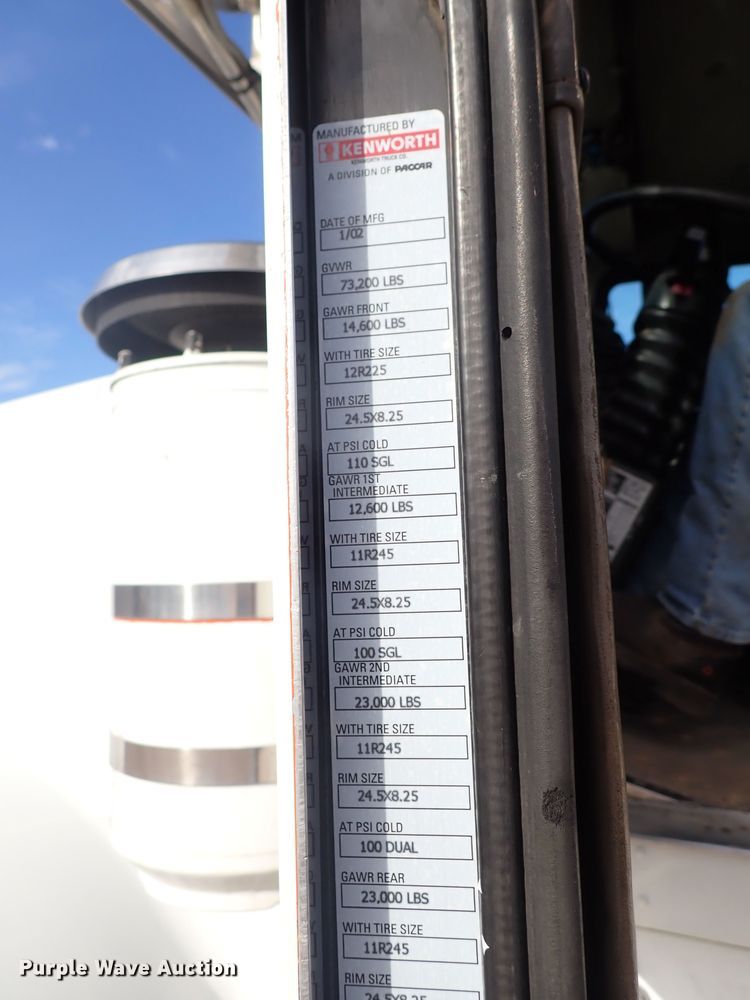 MANUFACTURED BY
KENWORTH
KENWORTH TRUCK CO.
A DIVISION OF PACCAR
DATE OF MFG
1/02
GVWR
73,200 LBS
GAWR FRONT
14,600 LBS
WITH TIRE SIZE
12R225
RIM SIZE
24.5X8.25
AT PSI COLD
110 SGL
GAWR 1ST
INTERMEDIATE
12,600 LBS
WITH TIRE SIZE
11R245
RIM SIZE
24.5X8.25
AT PSI COLD
100 SGL
GAWR 2ND
INTERMEDIATE
23,000 LBS
WITH TIRE SIZE
11R245
RIM SIZE
24.5X8.25
AT PSI COLD
100 DUAL
GAWR REAR
23,000 LBS
WITH TIRE SIZE
11R245
RIM SIZE
24.5X8.25
Purple Wave Auction